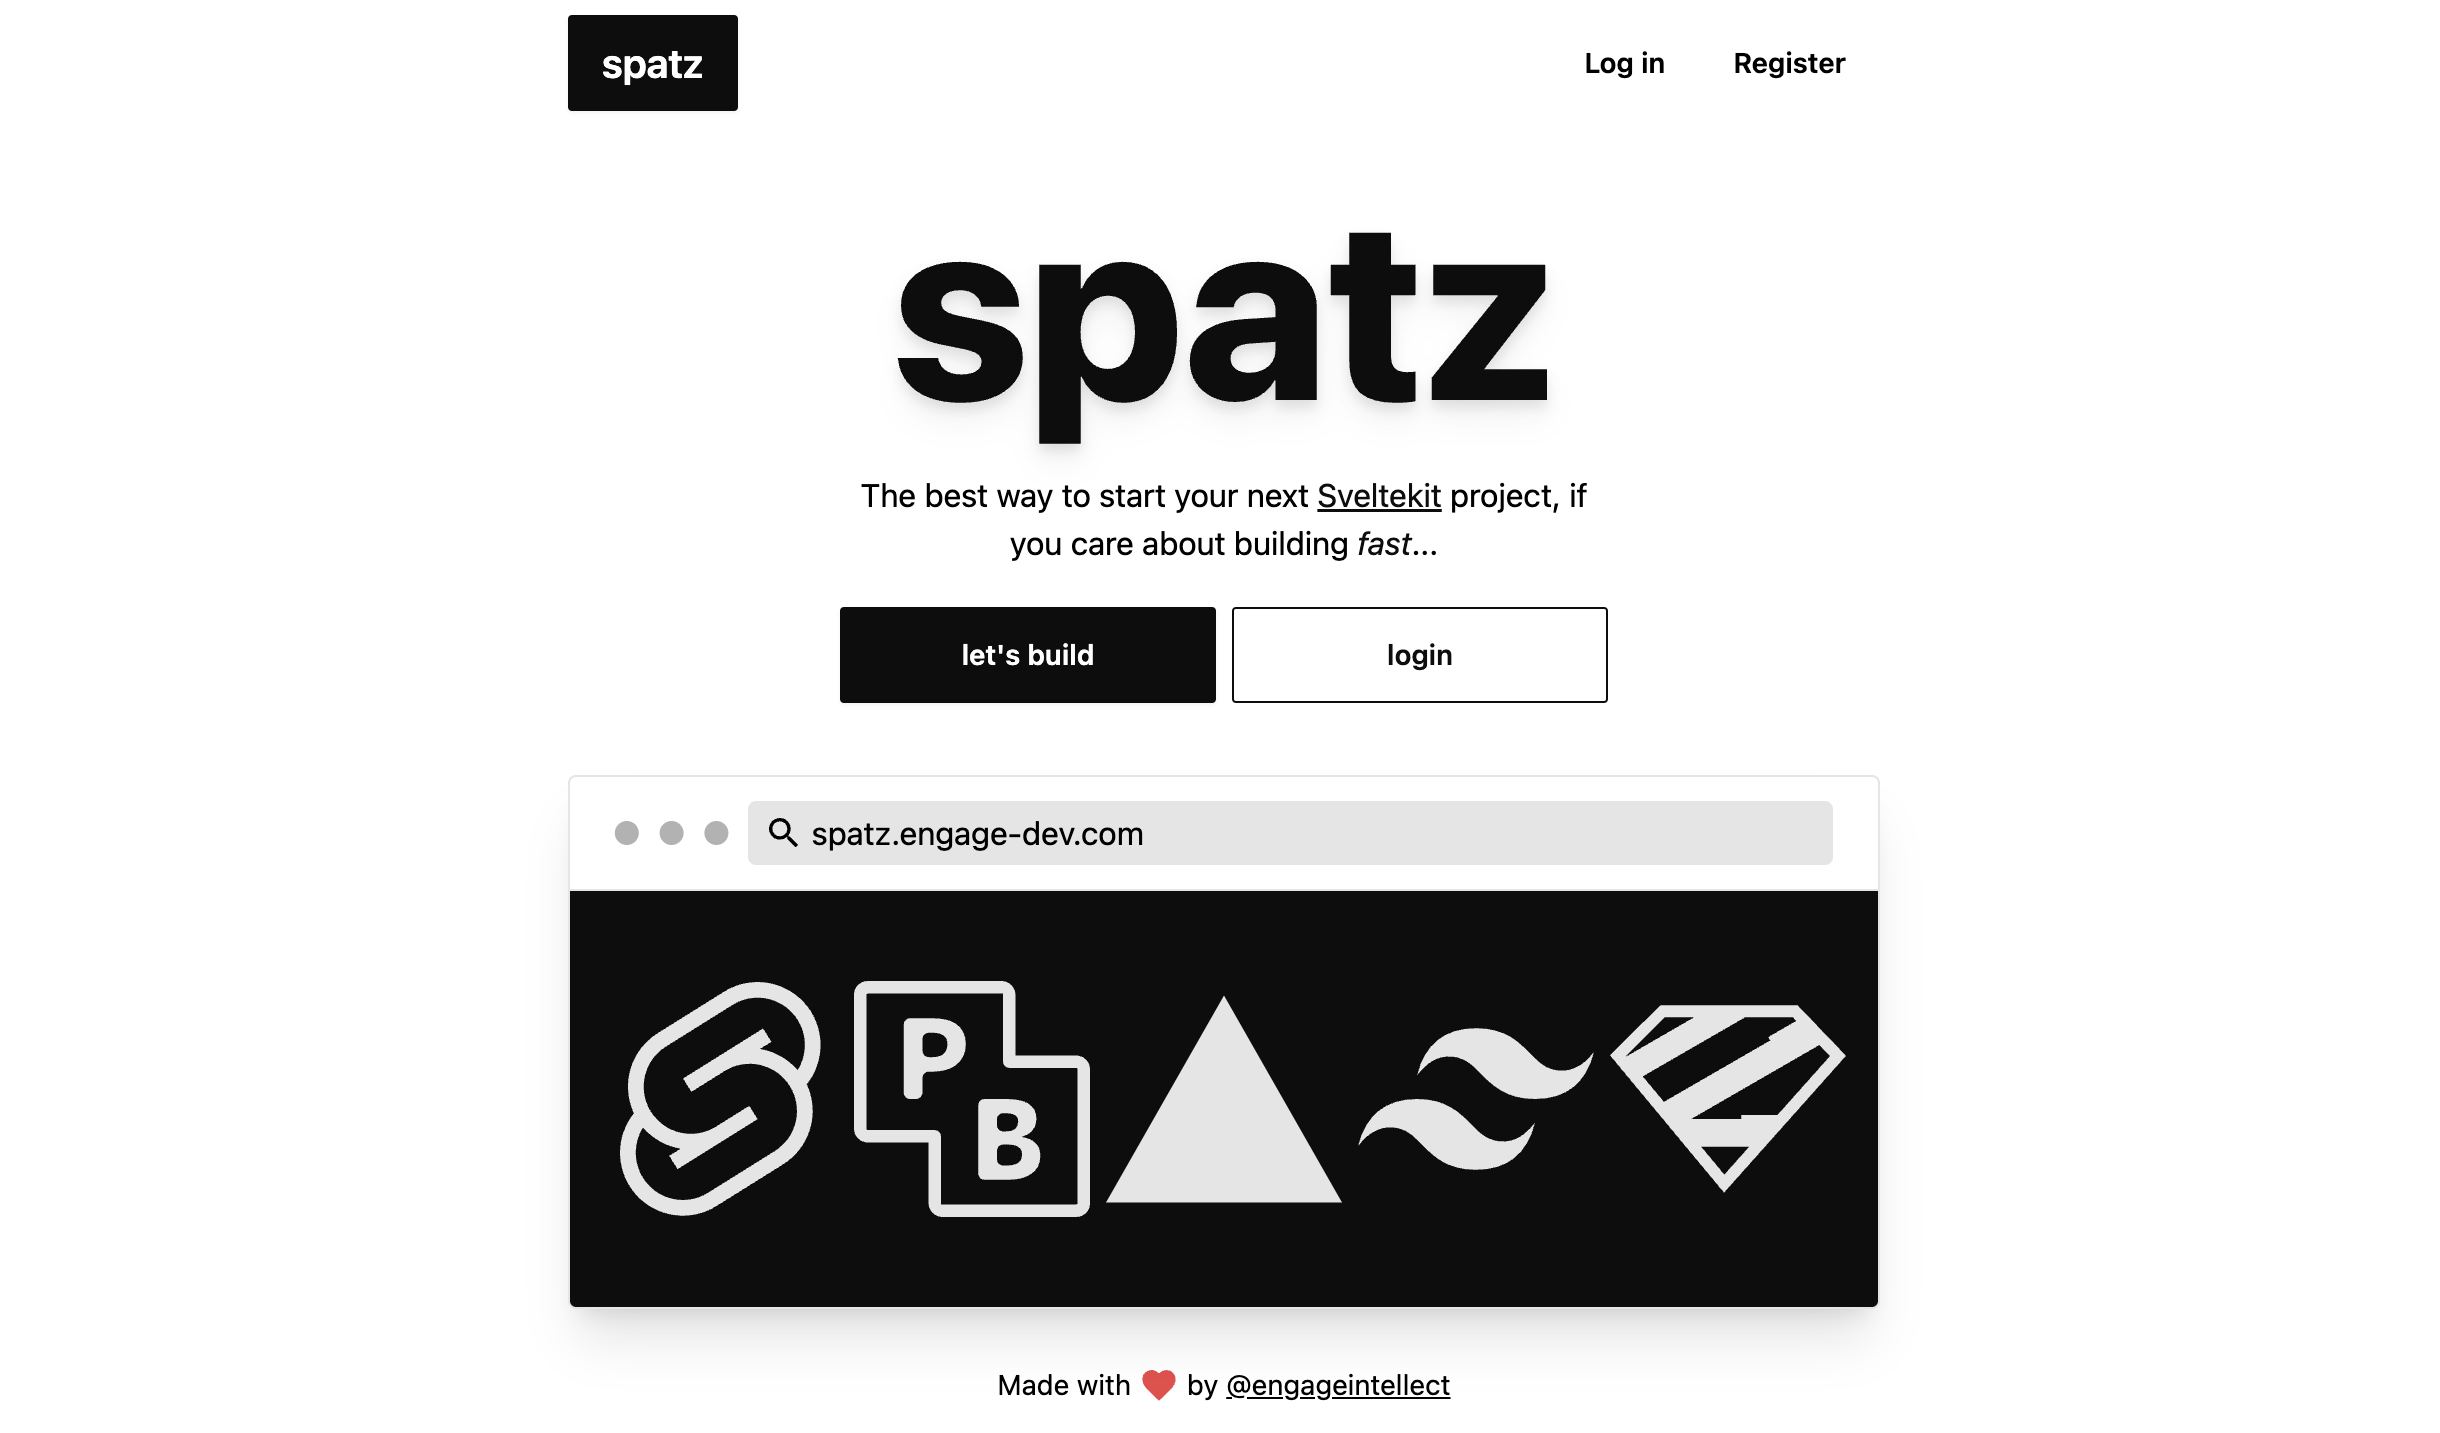 spatz
Log in
Register
spatz
The best way to start your next Sveltekit project, if
you care about building fast...
let's build
login
spatz.engage-dev.com
P
B
Made with by @engageintellect